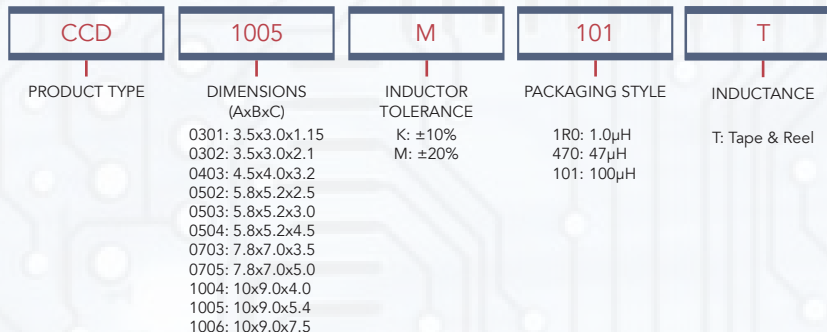 CCD
1005
M
101
T
PRODUCT TYPE
DIMENSIONS
(AxBxC)
0301: 3.5x3.0x1.15
0302: 3.5x3.0x2.1
0403: 4.5x4.0x3.2
0502: 5.8x5.2x2.5
0503: 5.8x5.2x3.0
0504: 5.8x5.2x4.5
0703: 7.8x7.0x3.5
0705: 7.8x7.0x5.0
1004: 10x9.0x4.0
1005: 10x9.0x5.4
1006: 10x9.0x7.5
INDUCTOR
TOLERANCE
K: ±10%
M: ±20%
PACKAGING STYLE
1R0: 1.0µH
470: 47µH
101: 100µH
INDUCTANCE
T: Tape & Reel